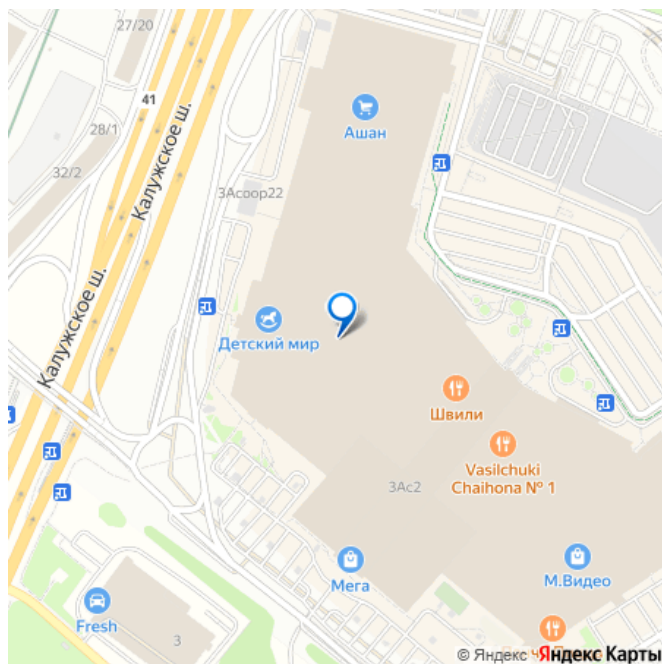 27/20
41
Ашан
28/1
Калужское ш.
32/2
3Асоор22
Калужское ш.
Детский мир
Швили
Vasilchuki
Chaihona № 1
3Ас2
Мега
М.Видео
Fresh
3
© Яндекс Яндекс Карты